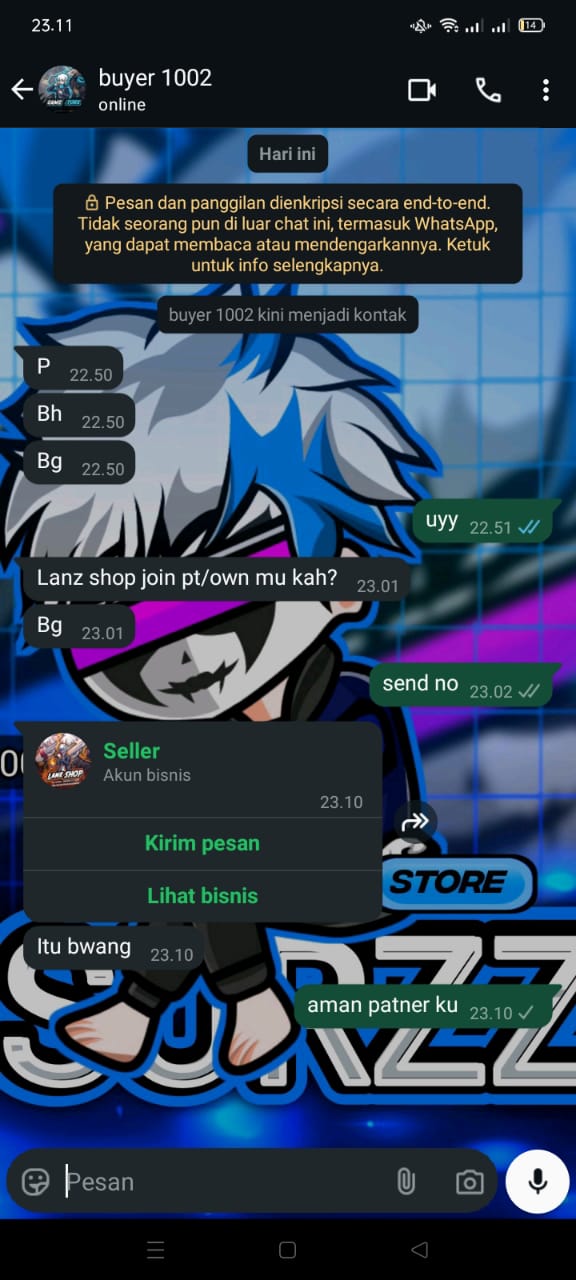 23.11
14
buyer 1002
online
Hari ini
Pesan dan panggilan dienkripsi secara end-to-end.
Tidak seorang pun di luar chat ini, termasuk WhatsApp,
yang dapat membaca atau mendengarkannya. Ketuk
untuk info selengkapnya.
buyer 1002 kini menjadi kontak
P 22.50
Bh 22.50
Bg 22.50
uyy 22.51
Lanz shop join pt/own mu kah? 23.01
Bg 23.01
send no 23.02
Seller
Akun bisnis
23.10
Kirim pesan
Lihat bisnis
STORE
Itu bwang 23.10
aman patner ku 23.10
Pesan